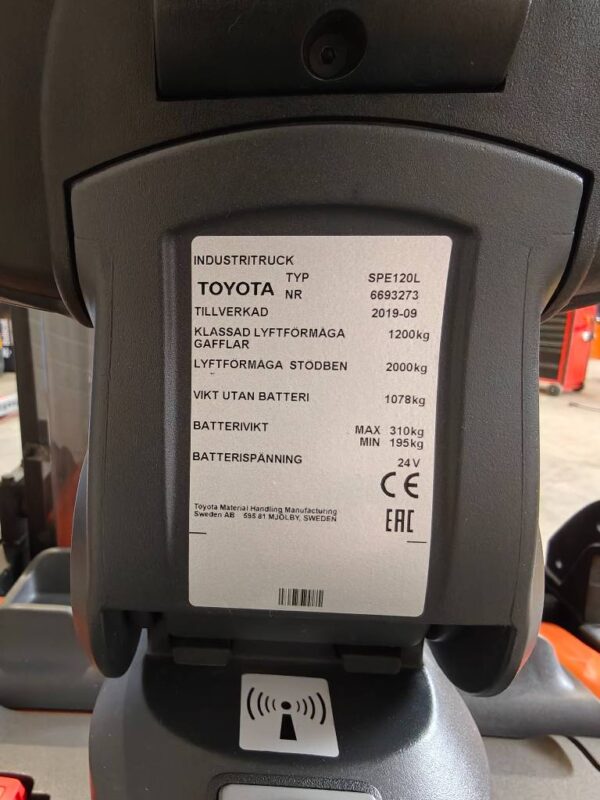 INDUSTRITRUCK
TOYOTA TYP SPE120L
NR 6693273
TILLVERKAD 2019-09
KLASSAD LYFTFÖRMÅGA 1200kg
GAFFLAR
LYFTFÖRMÅGA STÖDBEN 2000kg
VIKT UTAN BATTERI 1078kg
BATTERIVIKT MAX 310kg
MIN 195kg
BATTERISPÄNNING 24V
CE
Toyota Material Handling Manufacturing
Sweden AB 595 81 MJÖLBY, SWEDEN
EAC